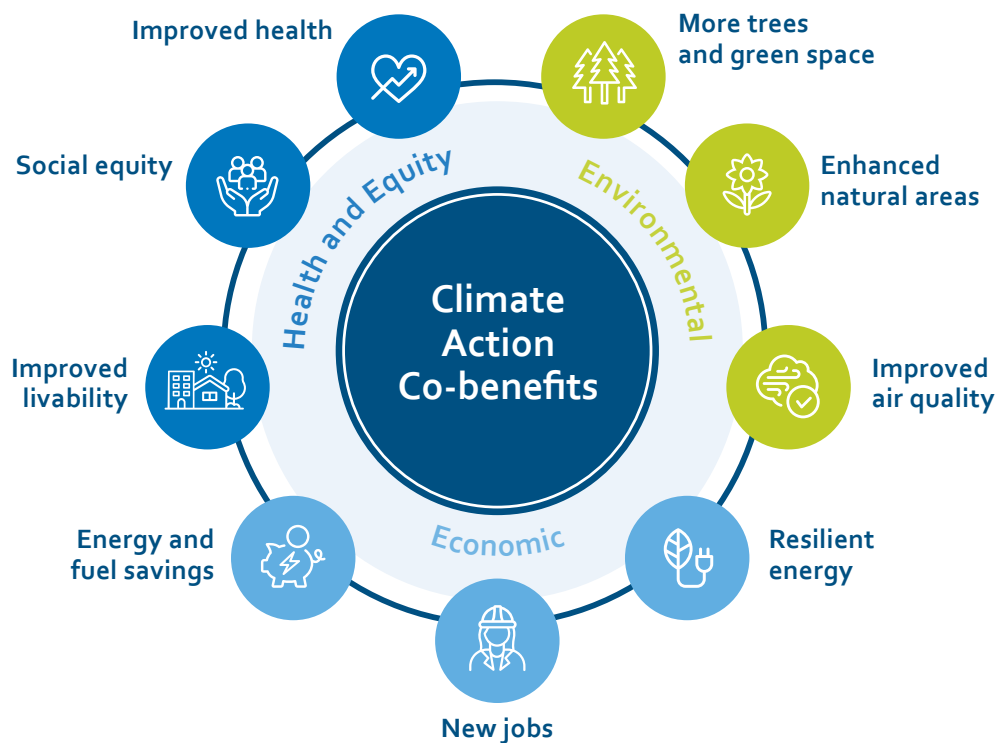 Improved health
More trees
and green space
Social equity
Enhanced
natural areas
Health and Equity
Environmental
Climate
Action
Co-benefits
Improved
livability
Improved
air quality
Economic
Energy and
fuel savings
Resilient
energy
New jobs